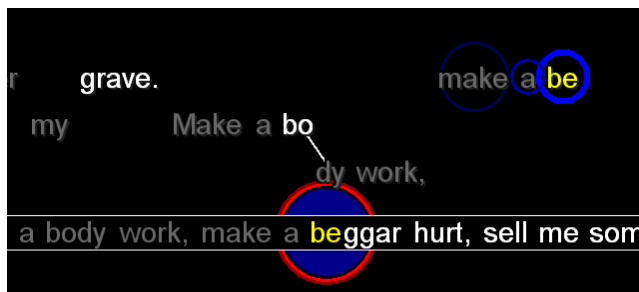 grave. make a be
my Make a bo
dy work,
a body work, make a beggar hurt, sell me som